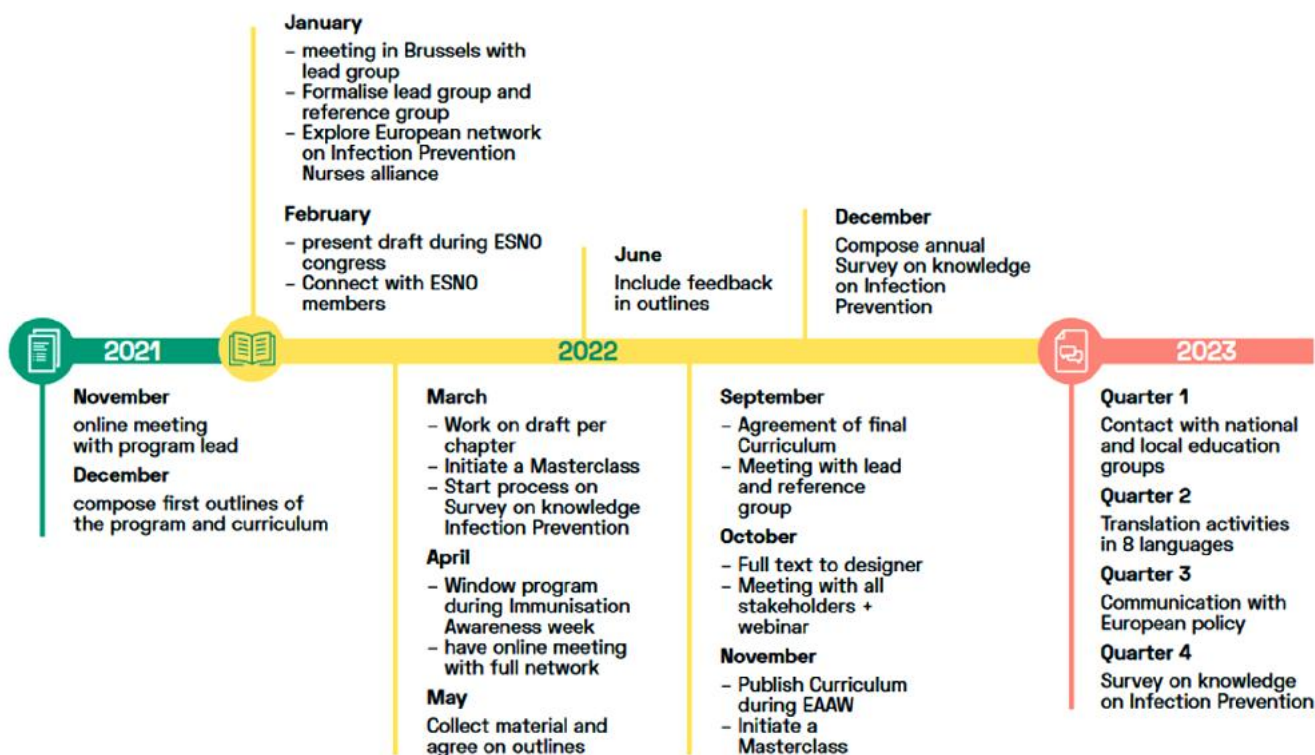 January
– meeting in Brussels with
lead group
– Formalise lead group and
reference group
– Explore European network
on Infection Prevention
Nurses alliance
February
– present draft during ESNO
congress
– Connect with ESNO
members
June
Include feedback
in outlines
December
Compose annual
Survey on knowledge
on Infection
Prevention
2021
2022
2023
November
online meeting
with program lead
December
compose first outlines of
the program and curriculum
March
– Work on draft per
chapter
– Initiate a Masterclass
– Start process on
Survey on knowledge
Infection Prevention
April
– Window program
during Immunisation
Awareness week
– have online meeting
with full network
May
Collect material and
agree on outlines
September
– Agreement of final
Curriculum
– Meeting with lead
and reference
group
October
– Full text to designer
– Meeting with all
stakeholders +
webinar
November
– Publish Curriculum
during EAAW
– Initiate a
Masterclass
Quarter 1
Contact with national
and local education
groups
Quarter 2
Translation activities
in 8 languages
Quarter 3
Communication with
European policy
Quarter 4
Survey on knowledge
on Infection Prevention